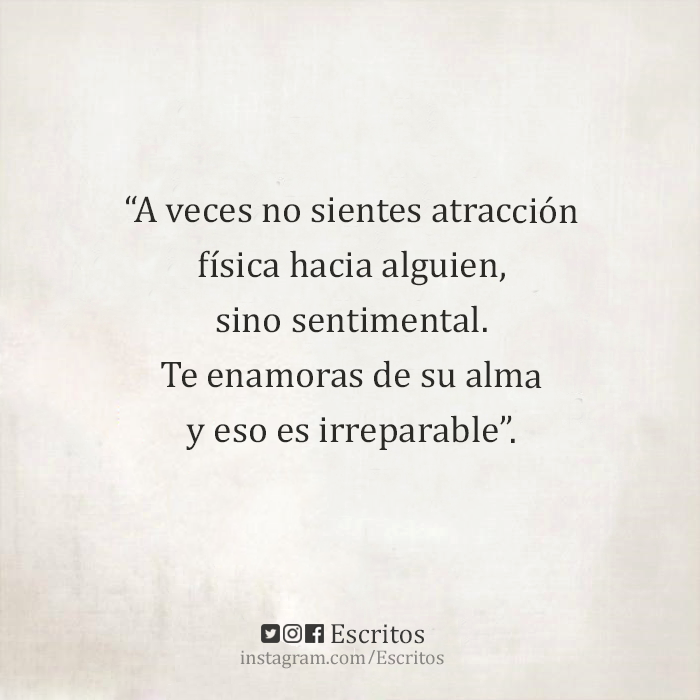 “A veces no sientes atracción
física hacia alguien,
sino sentimental.
Te enamoras de su alma
y eso es irreparable”.
Escritos
instagram.com/Escritos